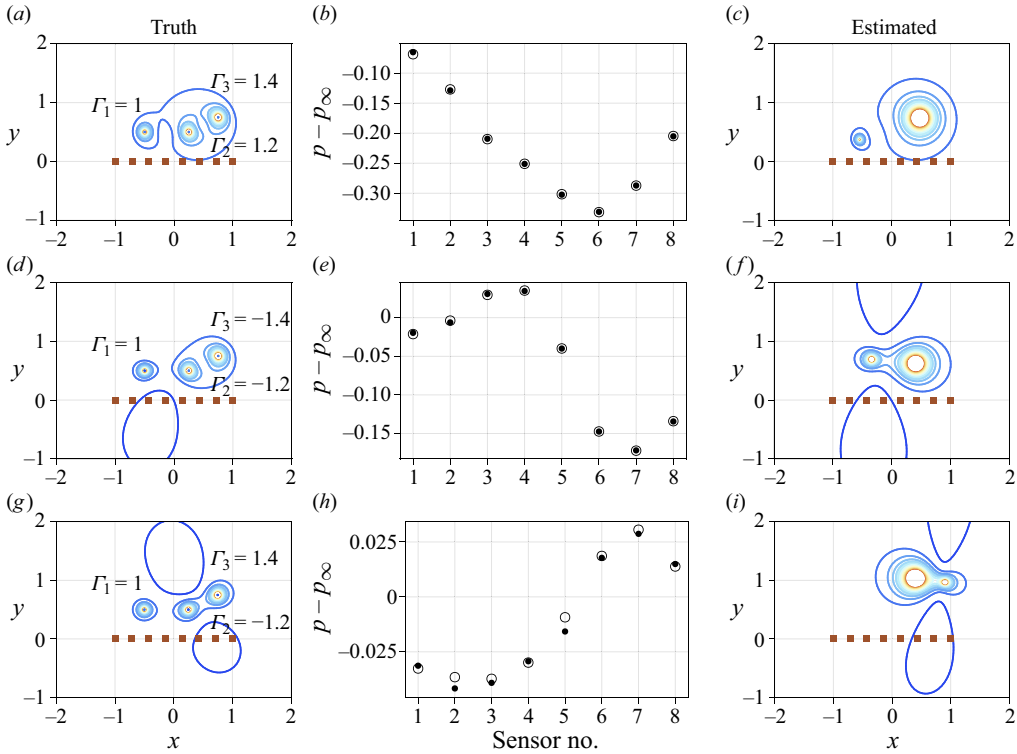 (a) (b) (c)
Truth Estimated
2 2
Γ3 = 1.4
Γ1 = 1
Γ2 = 1.2
y 1 0 –1
–2 –1 0 1 2
p – p∞
–0.10
–0.15
–0.20
–0.25
–0.30
1 2 3 4 5 6 7 8
y 1 0 –1
–2 –1 0 1 2
(d) (e) (f)
2 2
Γ3 = –1.4
Γ1 = 1
Γ2 = –1.2
y 1 0 –1
–2 –1 0 1 2
p – p∞
0
–0.05
–0.10
–0.15
1 2 3 4 5 6 7 8
y 1 0 –1
–2 –1 0 1 2
(g) (h) (i)
2 2
Γ3 = 1.4
Γ1 = 1
Γ2 = –1.2
y 1 0 –1
–2 –1 0 1 2
p – p∞
0.025
0
–0.025
1 2 3 4 5 6 7 8
y 1 0 –1
–2 –1 0 1 2
x Sensor no. x